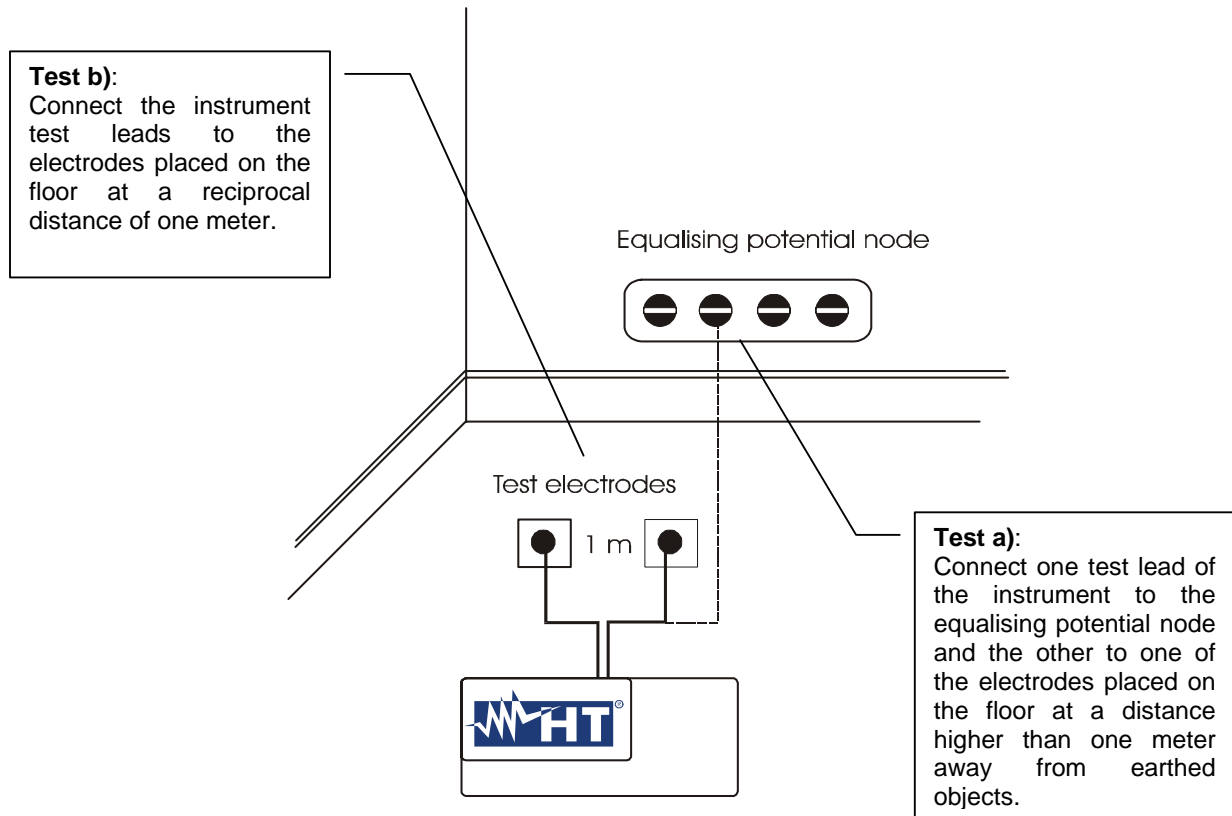 Test b):
Connect the instrument
test leads to the
electrodes placed on the
floor at a reciprocal
distance of one meter.
Equalising potential node
Test electrodes
1 m
HT®
Test a):
Connect one test lead of
the instrument to the
equalising potential node
and the other to one of
the electrodes placed on
the floor at a distance
higher than one meter
away from earthed
objects.